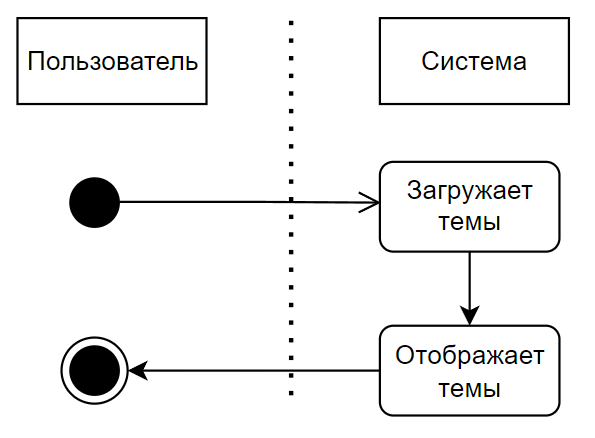 Пользователь
Система
Загружает
темы
Отображает
темы